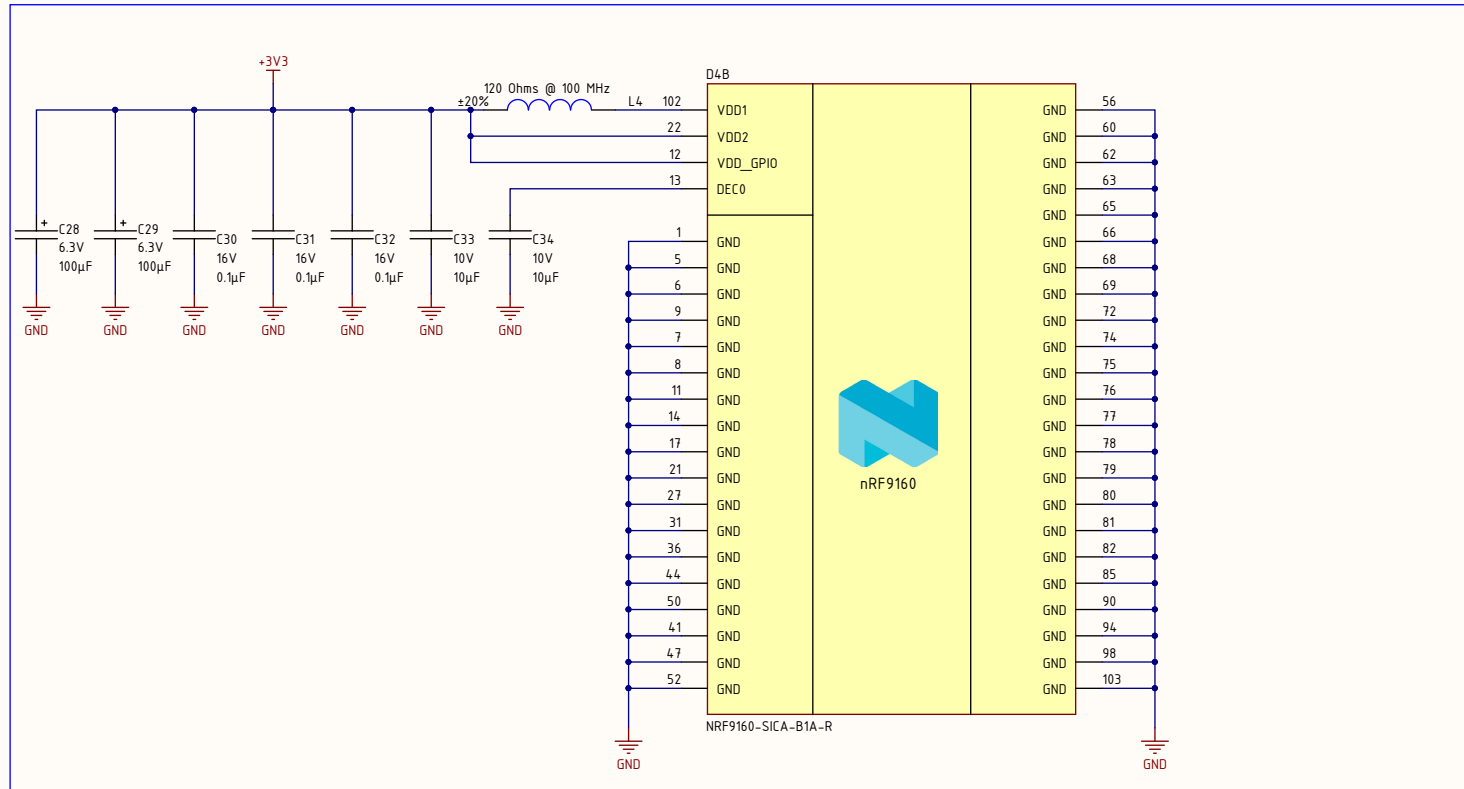 +3V3
D4B
120 Ohms @ 100 MHz
±20%
L4
102
VDD1
22
VDD2
12
VDD_GPIO
13
DEC0
C28
6.3V
100µF
C29
6.3V
100µF
C30
16V
0.1µF
C31
16V
0.1µF
C32
16V
0.1µF
C33
10V
10µF
C34
10V
10µF
GND
GND
GND
GND
GND
GND
GND
1 GND
5 GND
6 GND
9 GND
7 GND
8 GND
11 GND
14 GND
17 GND
21 GND
27 GND
31 GND
36 GND
44 GND
50 GND
41 GND
47 GND
52 GND
nRF9160
GND 56
GND 60
GND 62
GND 63
GND 65
GND 66
GND 68
GND 69
GND 72
GND 74
GND 75
GND 76
GND 77
GND 78
GND 79
GND 80
GND 81
GND 82
GND 85
GND 90
GND 94
GND 98
GND 103
NRF9160-SICA-B1A-R
GND
GND